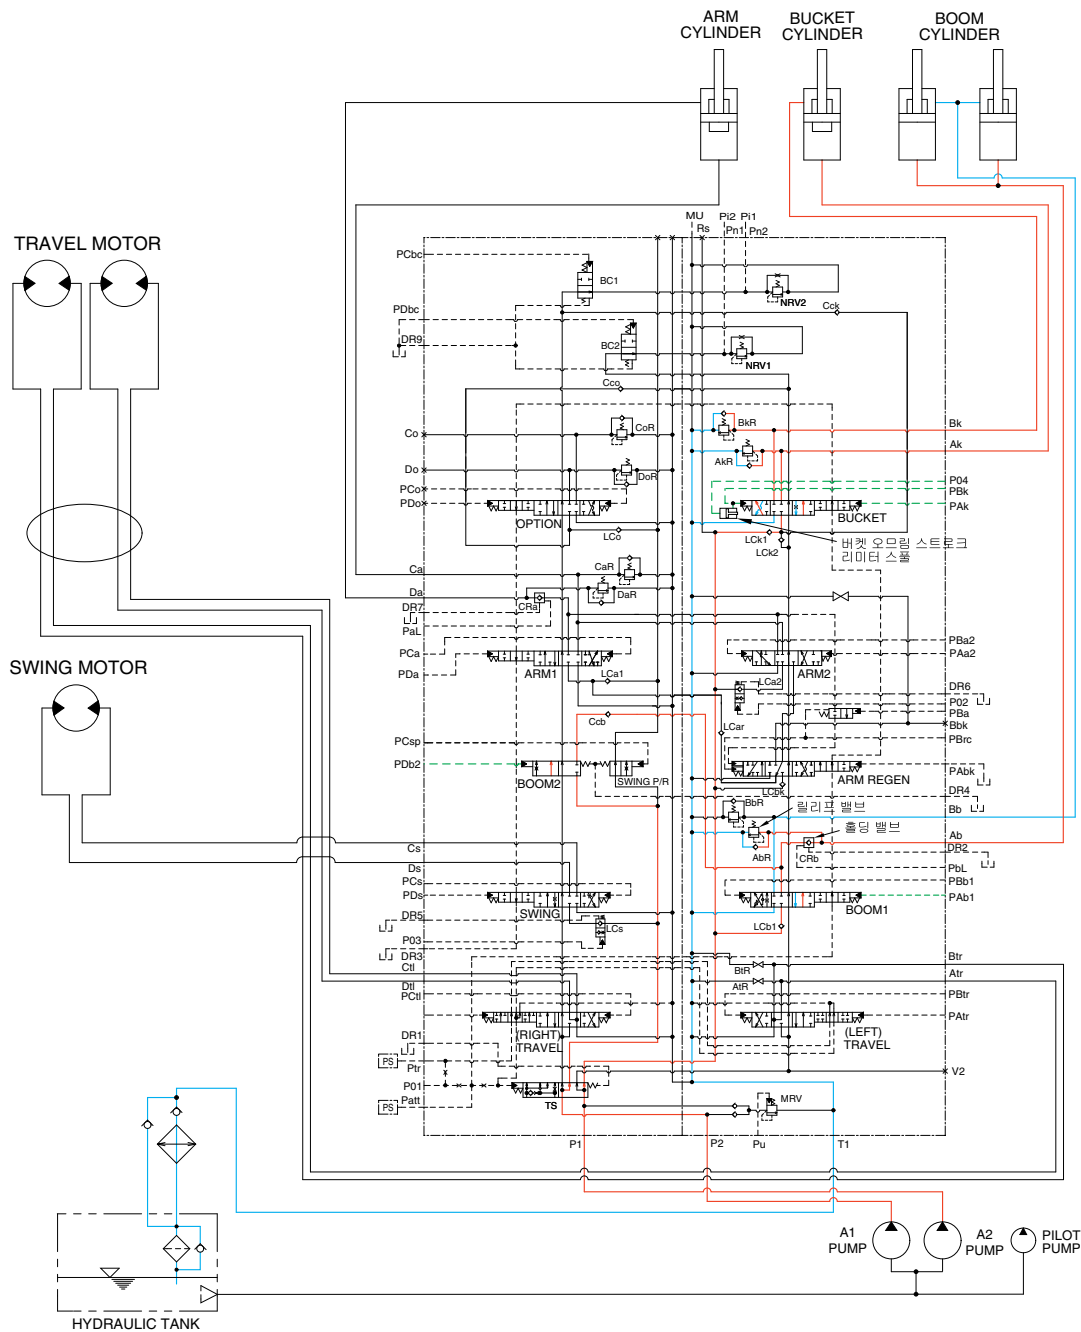 ARM
CYLINDER
BUCKET
CYLINDER
BOOM
CYLINDER
TRAVEL MOTOR
MU
Rs
Pi2
Pi1
Pn1
Pn2
PCbc
BC1
NRV2
Cck
PDbc
DR9
BC2
NRV1
Cco
Co
CoR
BkR
Bk
Ak
AkR
Do
DoR
PCo
PDo
OPTION
LCo
P04
PBk
PAk
BUCKET
LCk1
LCk2
버켓 오므림 스트로크
리미터 스풀
Ca
CaR
Da
DaR
DR7
CRa
PaL
PCa
PDa
ARM1
LCa1
PBa2
PAa2
ARM2
LCa2
DR6
P02
PBa
Bbk
PBrc
LCar
SWING MOTOR
Ccb
PCsp
PDb2
BOOM2
SWING P/R
ARM REGEN
LCbk
PAbk
DR4
Bb
BbR
릴리프 밸브
홀딩 밸브
AbR
CRb
Ab
DR2
PbL
Cs
Ds
PCs
PDs
SWING
PBb1
PAb1
BOOM1
LCb1
DR5
P03
DR3
LCs
Ctl
Dtl
PCtl
Btr
Atr
BtR
AtR
PBtr
PAtr
(RIGHT)
TRAVEL
(LEFT)
TRAVEL
DR1
Ptr
PS
P01
Patt
PS
TS
V2
MRV
P1
P2
Pu
T1
A1
PUMP
A2
PUMP
PILOT
PUMP
HYDRAULIC TANK